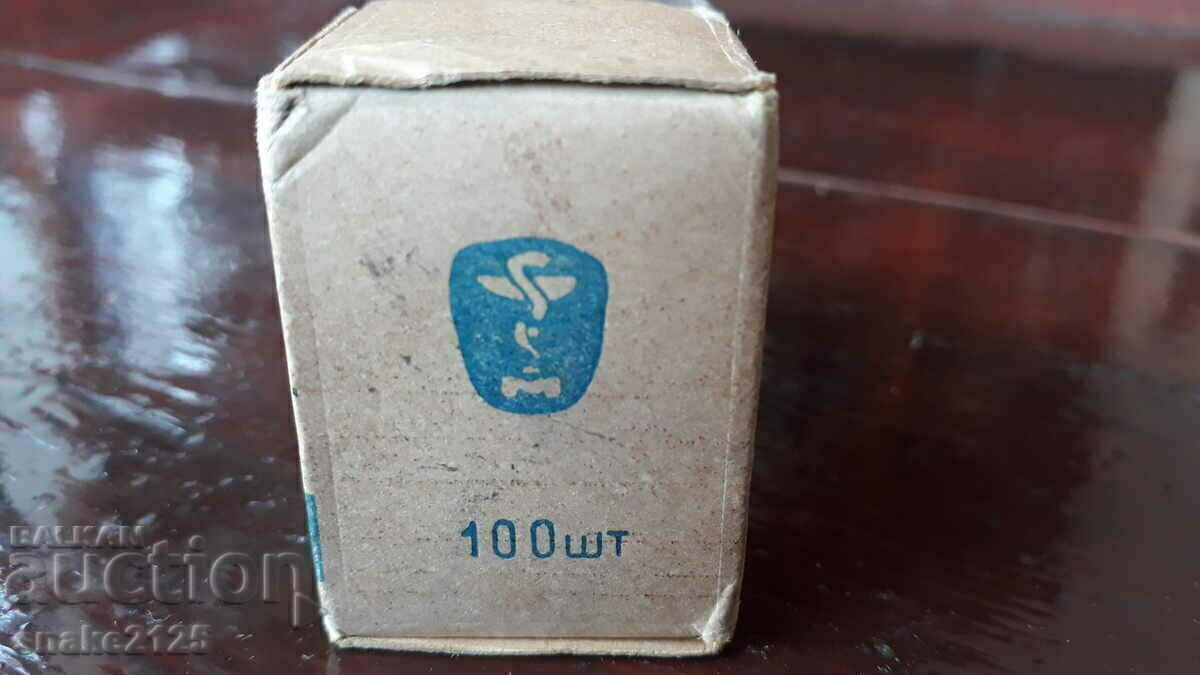 100шт
BALKAN
auction
snake2125